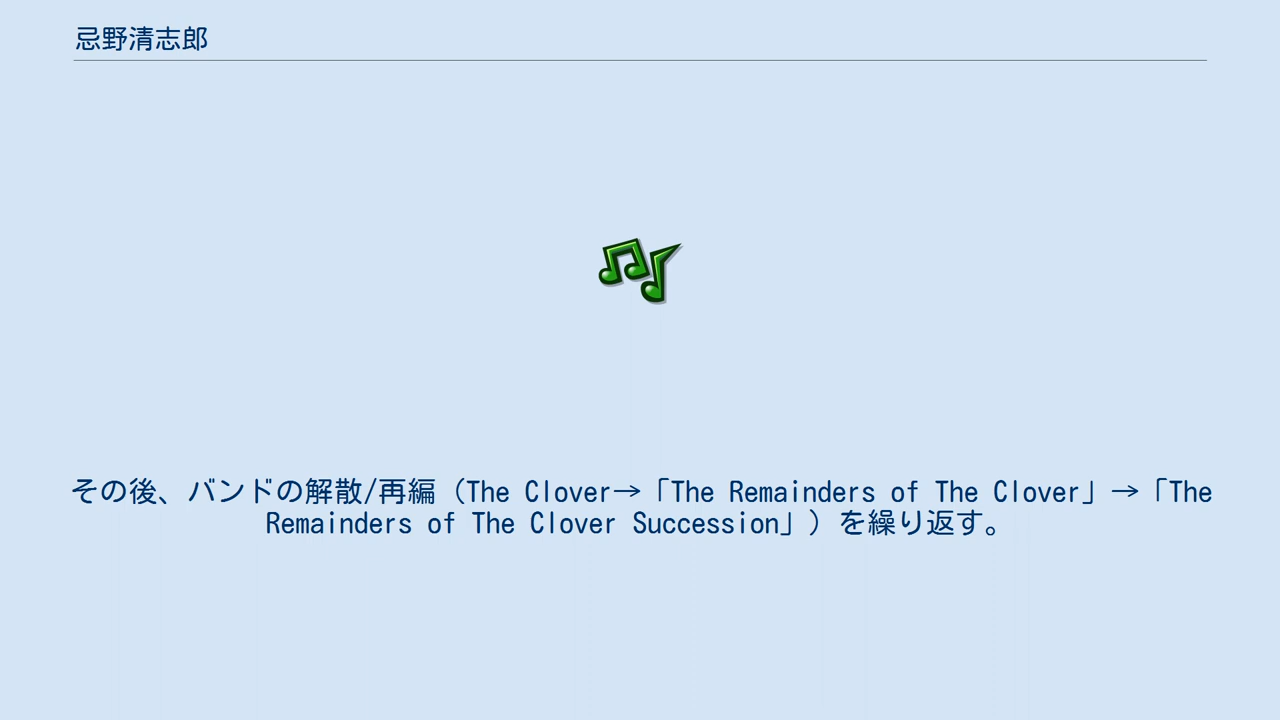 忌野清志郎
その後、バンドの解散/再編（The Clover→「The Remainders of The Clover」→「The
Remainders of The Clover Succession」）を繰り返す。